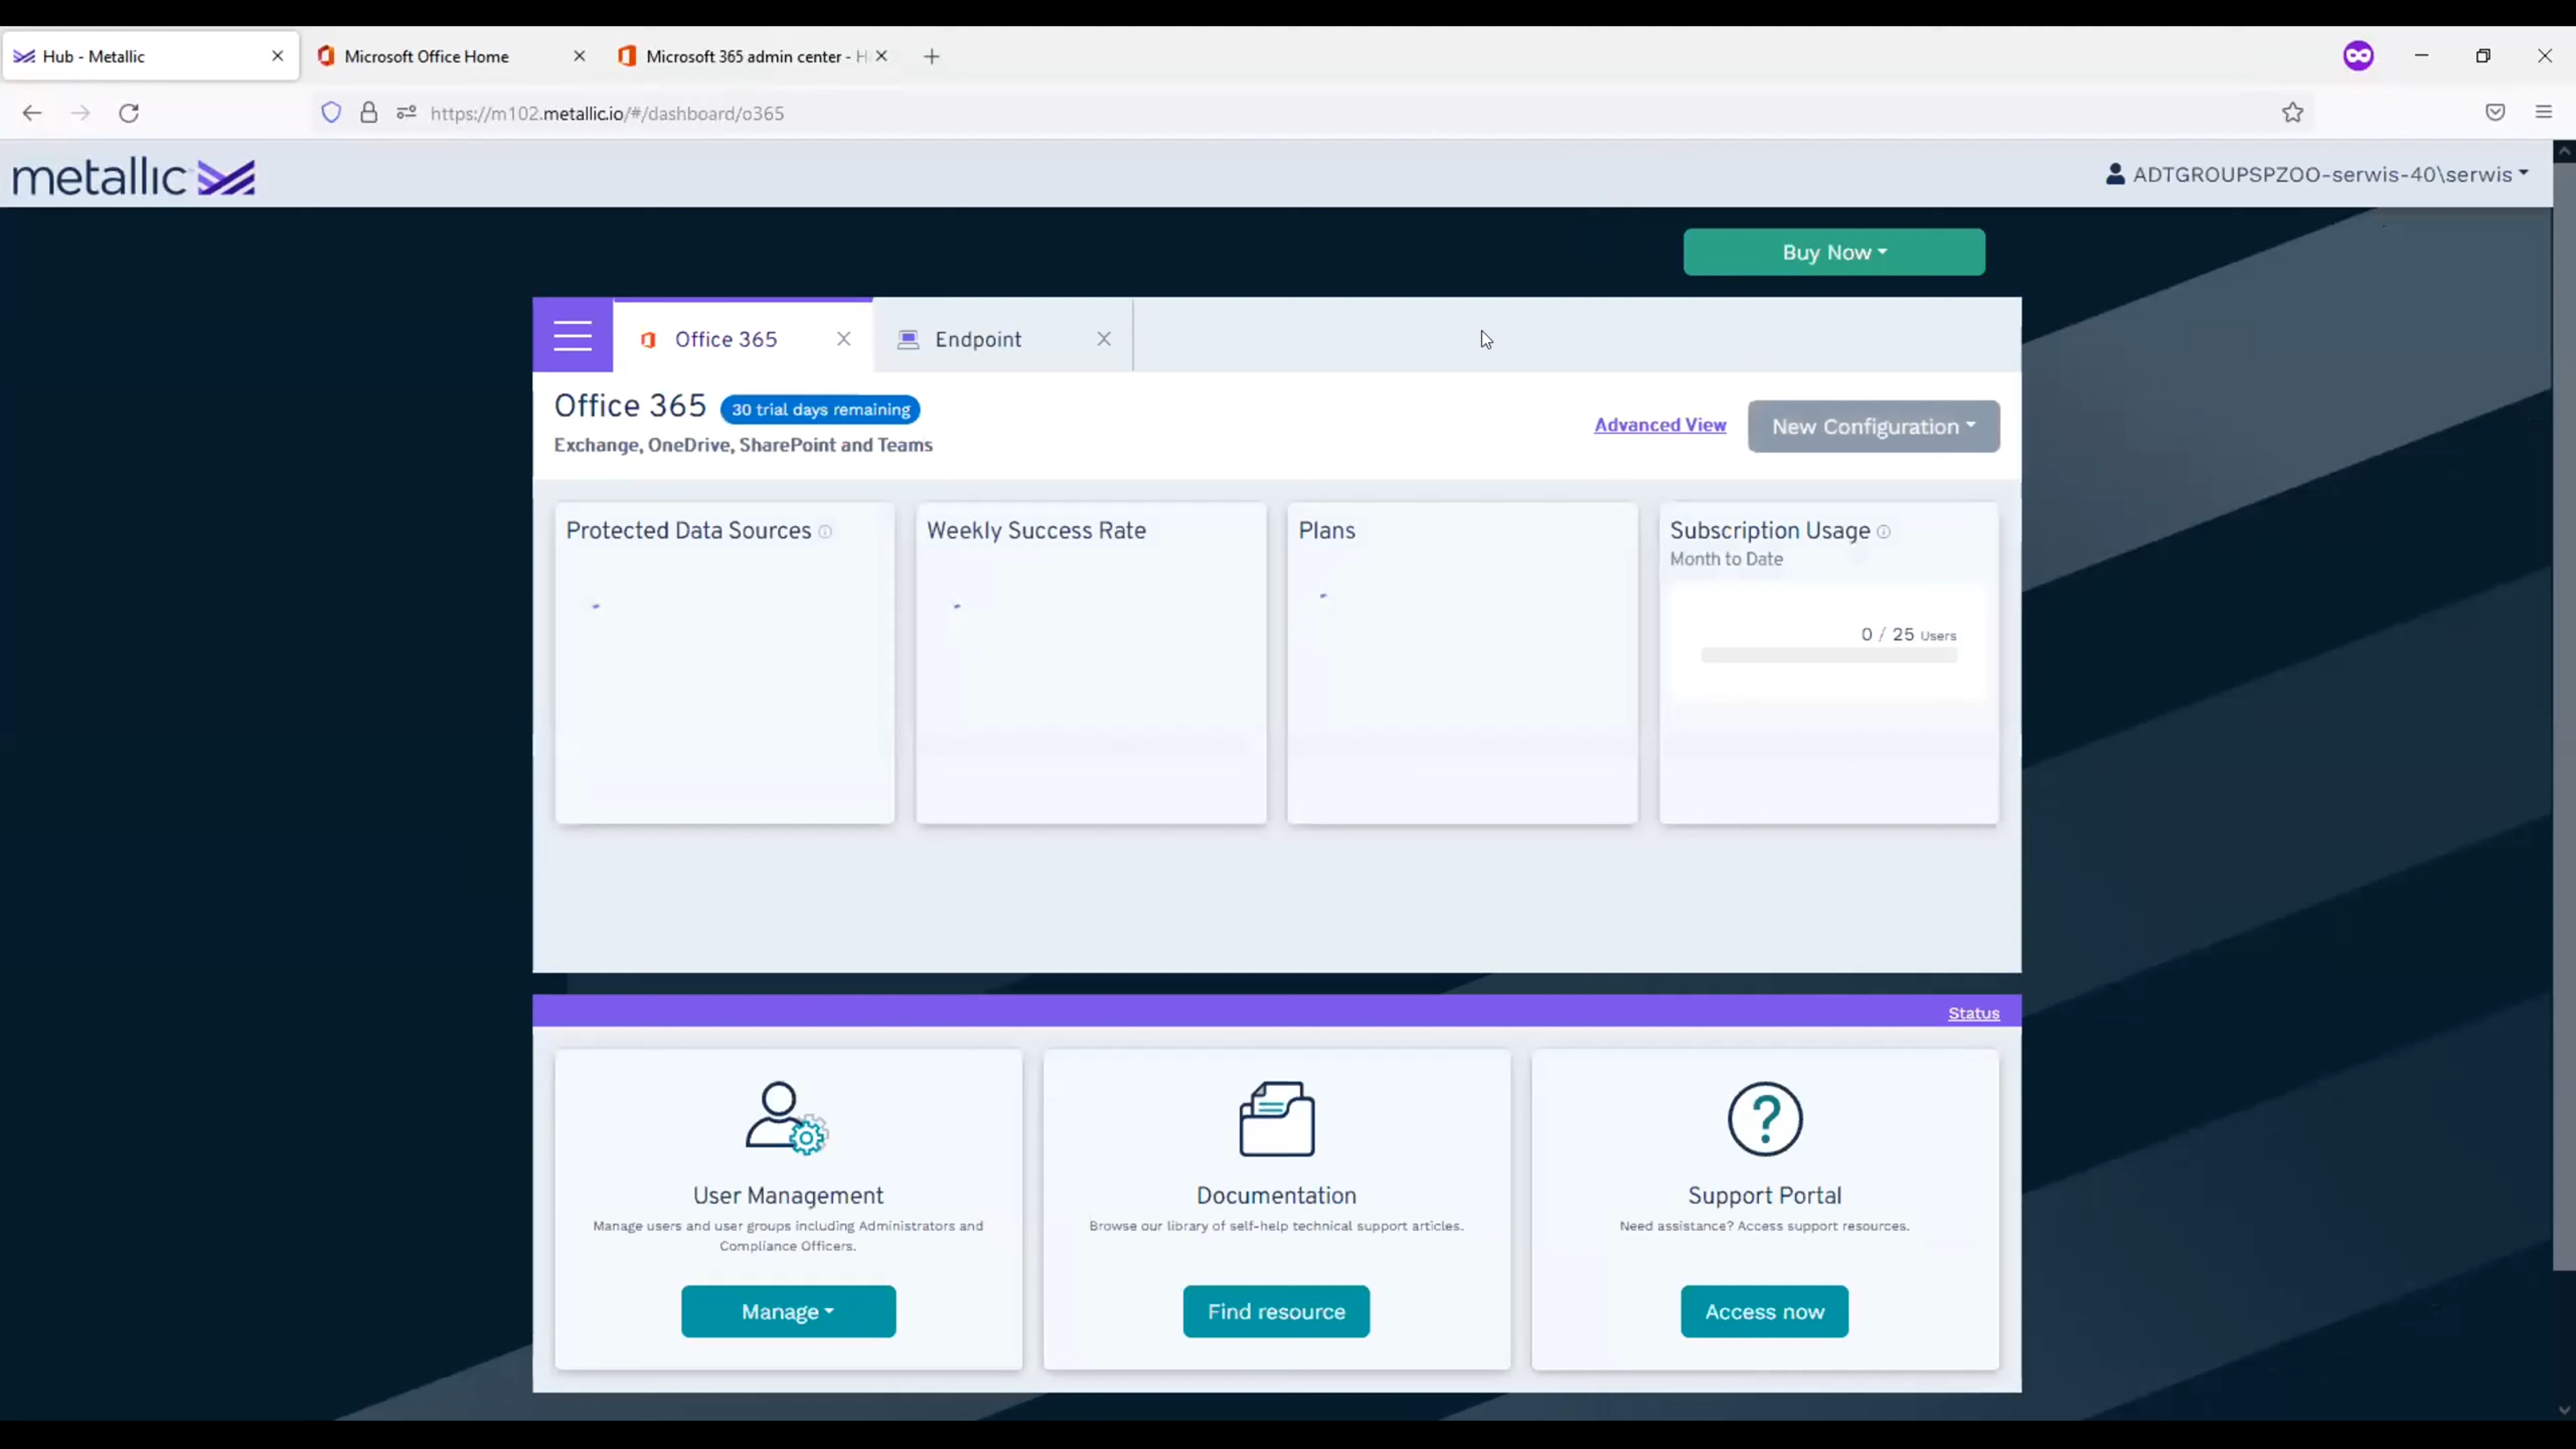 Hub - Metallic
Microsoft Office Home
Microsoft 365 admin center - H
https://m102.metallic.io/#/dashboard/o365
metallic
ADTGROUPSPZOO-serwis-40\serwis
Buy Now
Office 365
Endpoint
Office 365 30 trial days remaining
Exchange, OneDrive, SharePoint and Teams
Advanced View
New Configuration
Protected Data Sources
Weekly Success Rate
Plans
Subscription Usage
Month to Date
0 / 25 Users
Status
User Management
Manage users and user groups including Administrators and
Compliance Officers.
Manage
Documentation
Browse our library of self-help technical support articles.
Find resource
Support Portal
Need assistance? Access support resources.
Access now